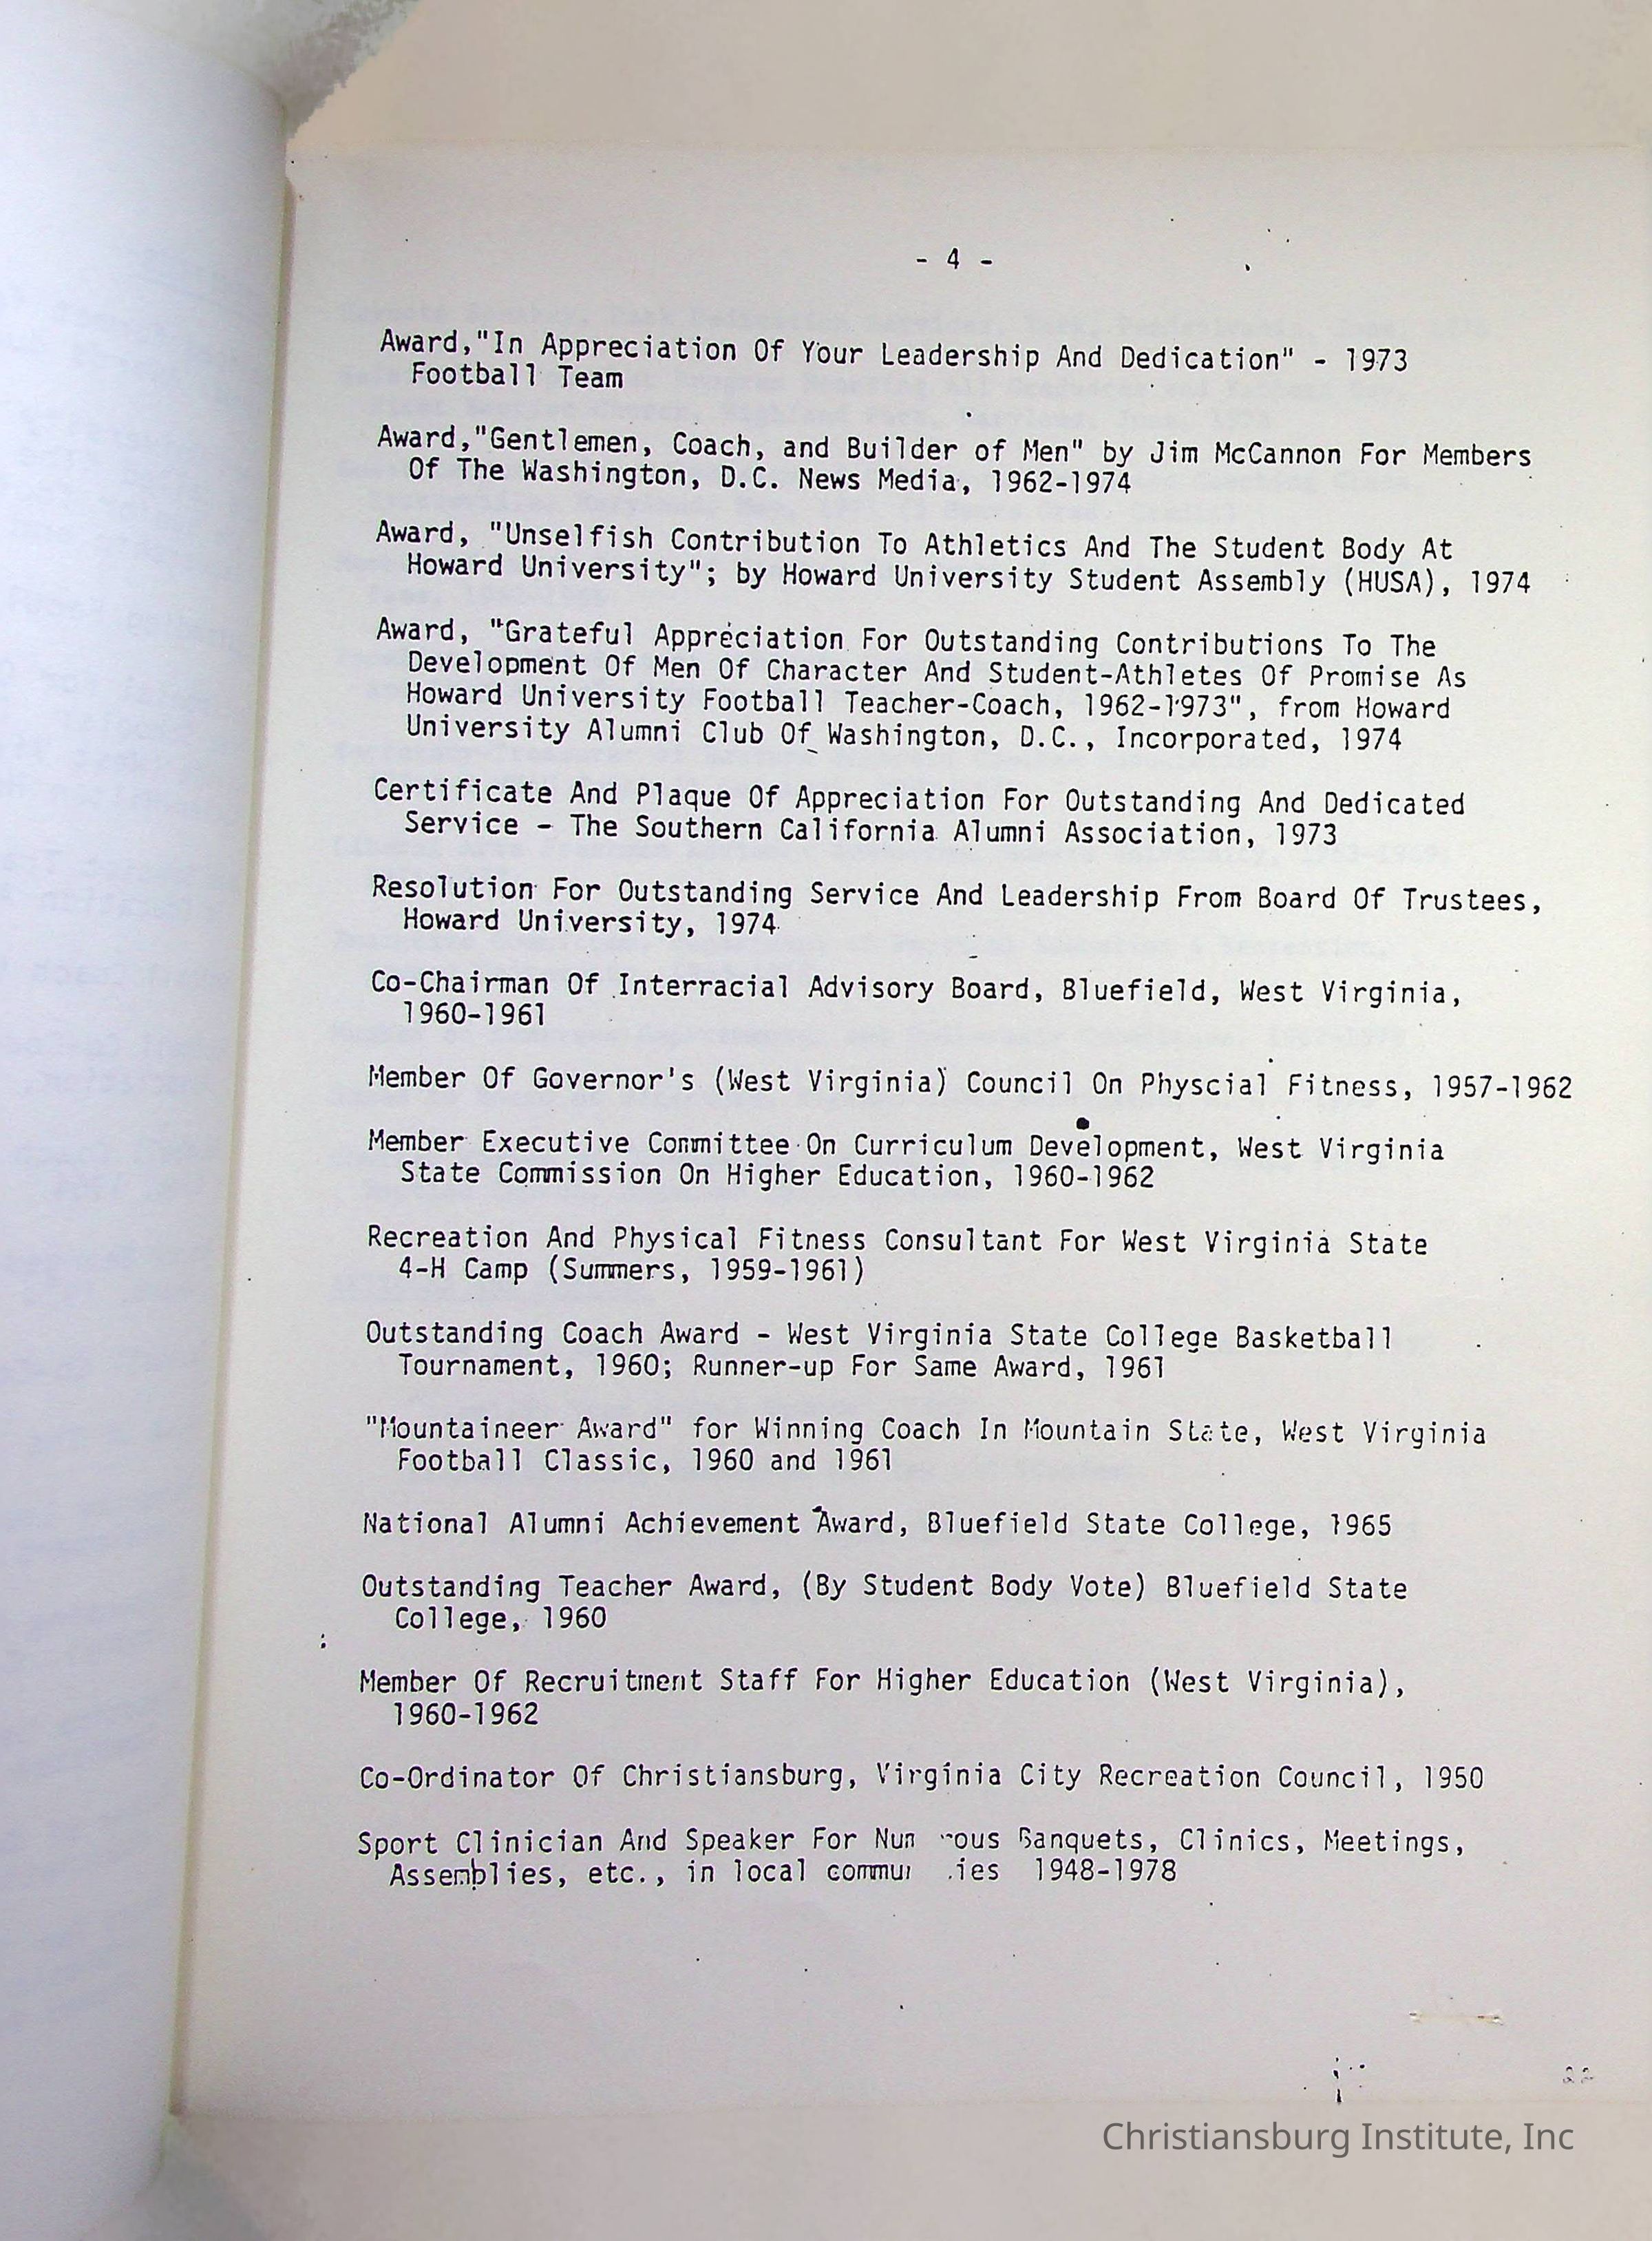 - 4 -
Award,"In Appreciation Of Your Leadership And Dedication" - 1973
Football Team
Award,"Gentlemen, Coach, and Builder of Men" by Jim McCannon For Members
Of The Washington, D.C. News Media, 1962-1974
Award, "Unselfish Contribution To Athletics And The Student Body At
Howard University"; by Howard University Student Assembly (HUSA), 1974
Award, "Grateful Appreciation For Outstanding Contributions To The
Development Of Men Of Character And Student-Athletes Of Promise As
Howard University Football Teacher-Coach, 1962-1973", from Howard
University Alumni Club Of Washington, D.C., Incorporated, 1974
Certificate And Plaque Of Appreciation For Outstanding And Dedicated
Service - The Southern California Alumni Association, 1973
Resolution For Outstanding Service And Leadership From Board Of Trustees,
Howard University, 1974
Co-Chairman Of Interracial Advisory Board, Bluefield, West Virginia,
1960-1961
Member Of Governor's (West Virginia) Council On Physcial Fitness, 1957-1962
Member Executive Committee On Curriculum Development, West Virginia
State Commission On Higher Education, 1960-1962
Recreation And Physical Fitness Consultant For West Virginia State
4-H Camp (Summers, 1959-1961)
Outstanding Coach Award - West Virginia State College Basketball
Tournament, 1960; Runner-up For Same Award, 1961
"Mountaineer Award" for Winning Coach In Mountain State, West Virginia
Football Classic, 1960 and 1961
National Alumni Achievement Award, Bluefield State College, 1965
Outstanding Teacher Award, (By Student Body Vote) Bluefield State
College, 1960
Member Of Recruitment Staff For Higher Education (West Virginia),
1960-1962
Co-Ordinator Of Christiansburg, Virginia City Recreation Council, 1950
Sport Clinician And Speaker For Banquets, Clinics, Meetings,
Assemblies, etc., in local 1948-1978
22
Christiansburg Institute, Inc